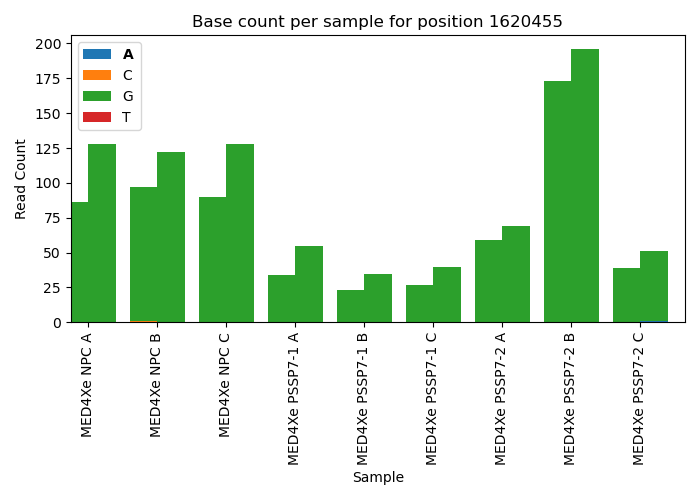 Base count per sample for position 1620455
A
C
G
T
200
175
150
125
100
75
50
25
0
Read Count
MED4Xe NPC A
MED4Xe NPC B
MED4Xe NPC C
MED4Xe PSSP7-1 A
MED4Xe PSSP7-1 B
MED4Xe PSSP7-1 C
MED4Xe PSSP7-2 A
MED4Xe PSSP7-2 B
MED4Xe PSSP7-2 C
Sample